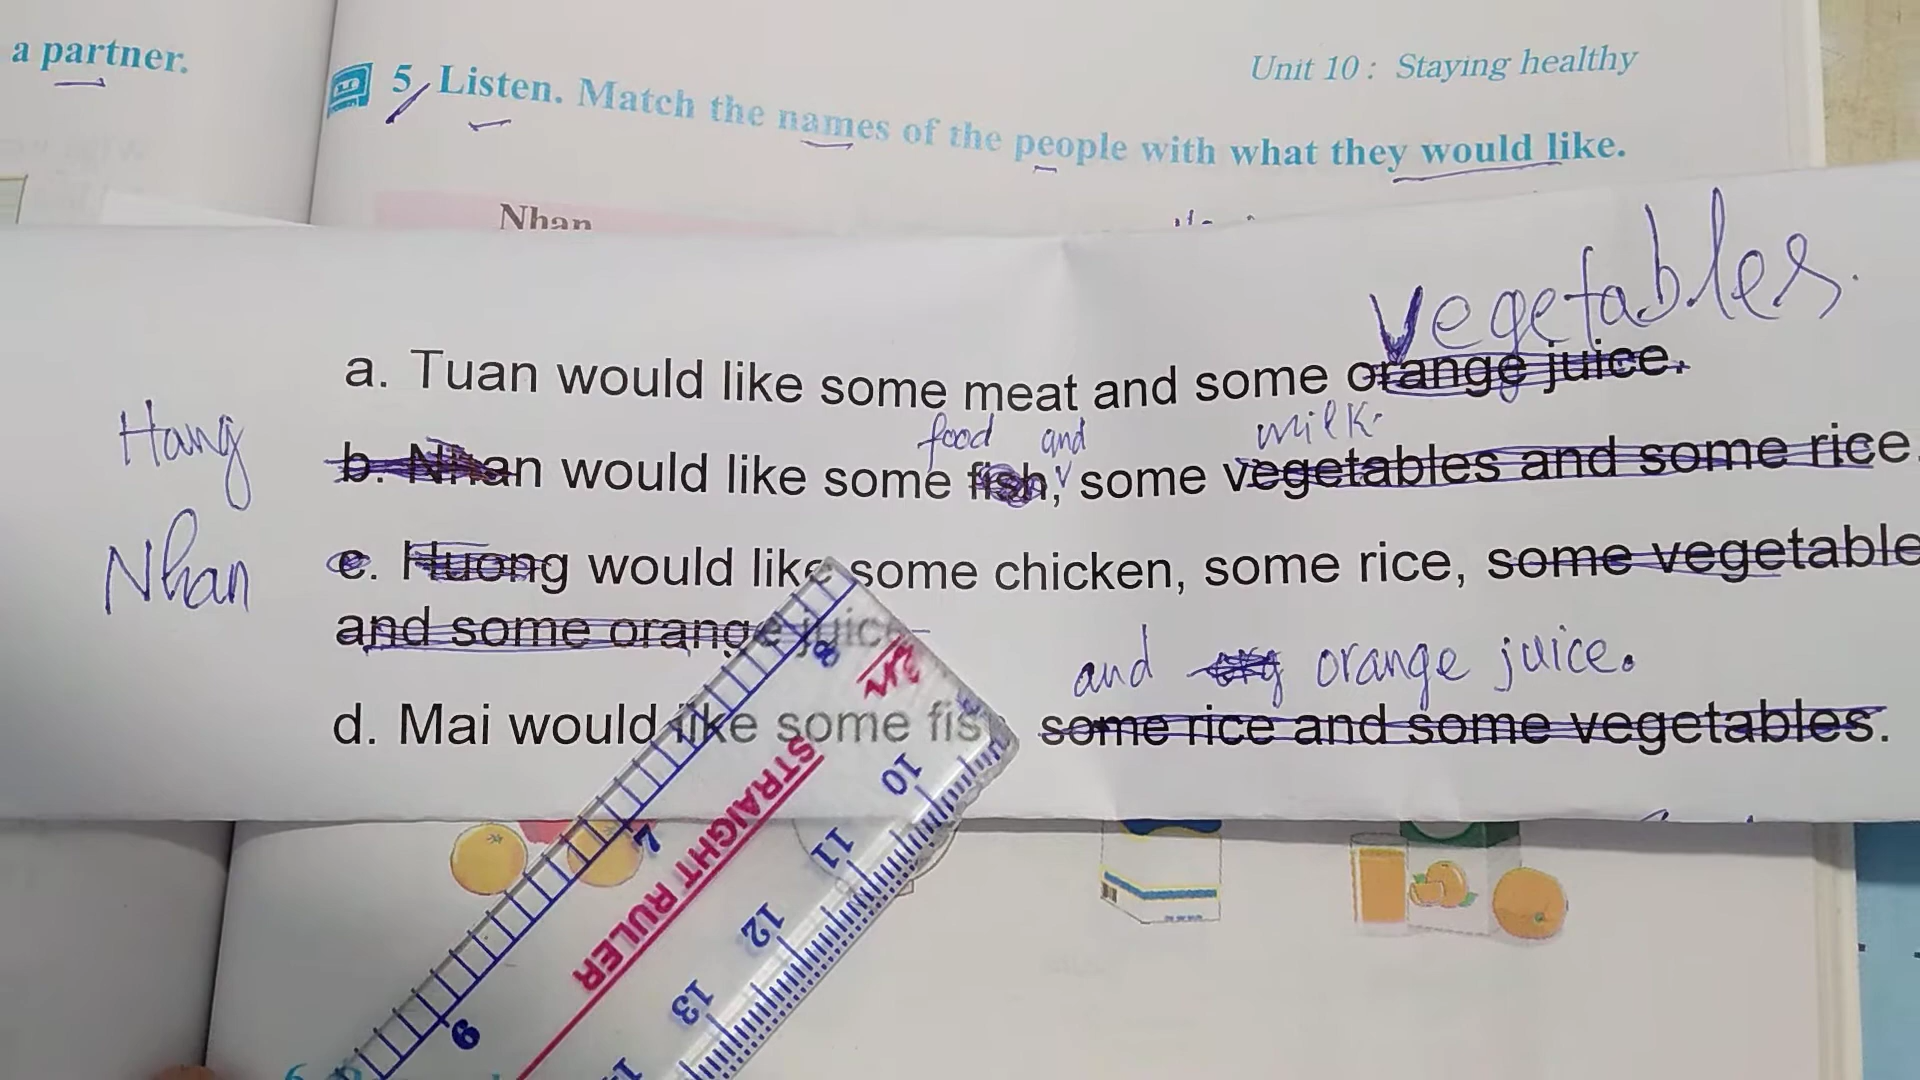 a partner.
Unit 10 : Staying healthy
5, Listen. Match the names of the people with what they would like.
Nhan
vegetables.
a. Tuan would like some meat and some orange juice.
food and milk.
Hang
b. Nhan would like some fish, some vegetables and some rice.
Nhan
c. Huong would like some chicken, some rice, some vegetable
and some orange juic
and orange juice.
d. Mai would like some fis some rice and some vegetables.
STRAIGHT RULER
8
7
9
10
11
12
13